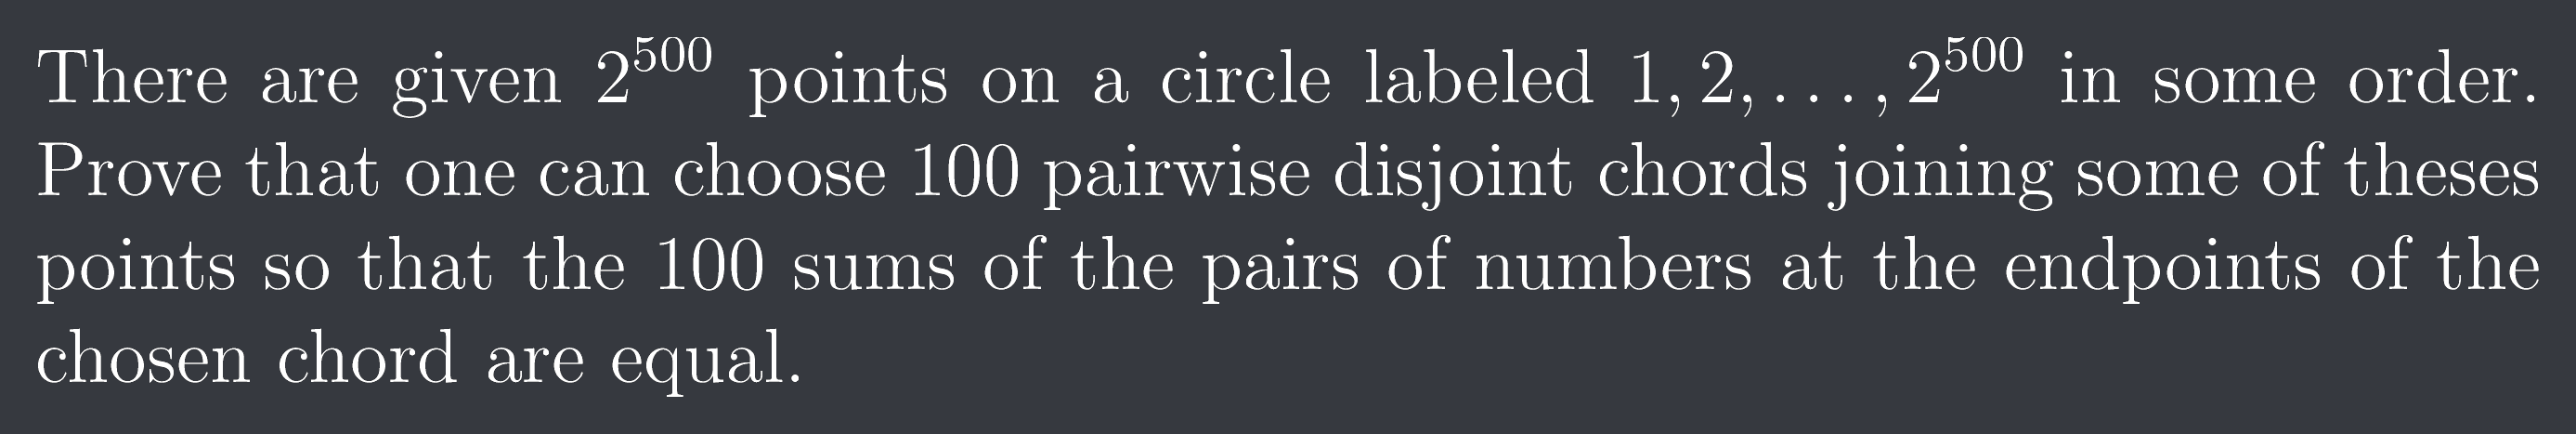 There are given 2^{500} points on a circle labeled 1, 2, . . . , 2^{500} in some order.
Prove that one can choose 100 pairwise disjoint chords joining some of theses
points so that the 100 sums of the pairs of numbers at the endpoints of the
chosen chord are equal.